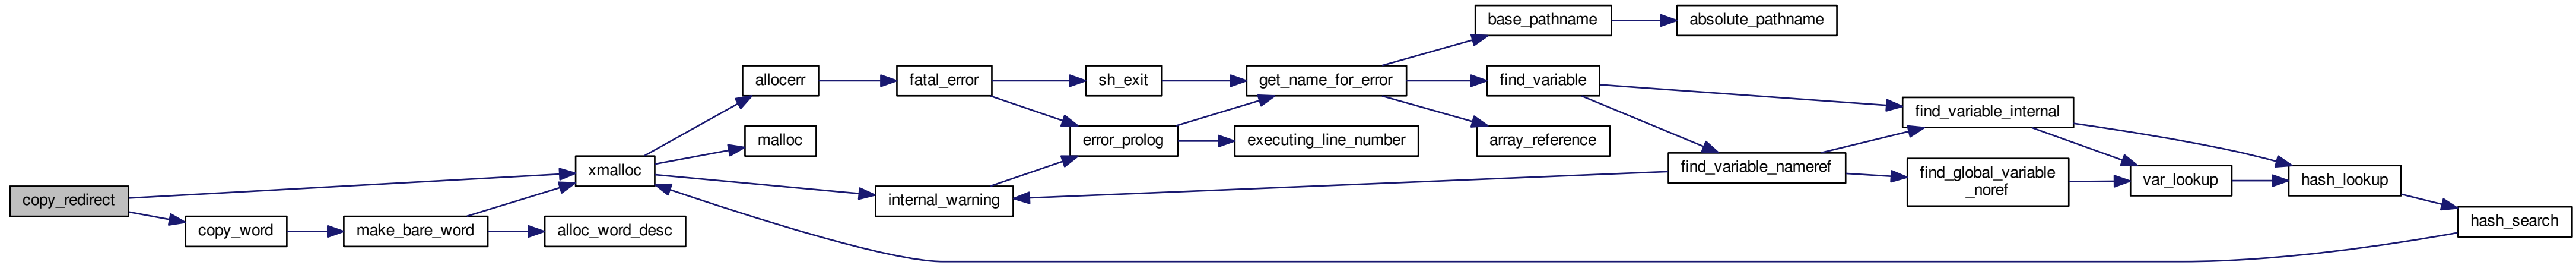 copy_redirect
copy_word
make_bare_word
xmalloc
alloc_word_desc
allocerr
malloc
internal_warning
fatal_error
sh_exit
error_prolog
get_name_for_error
executing_line_number
base_pathname
find_variable
array_reference
absolute_pathname
find_variable_nameref
find_variable_internal
find_global_variable
_noref
var_lookup
hash_lookup
hash_search